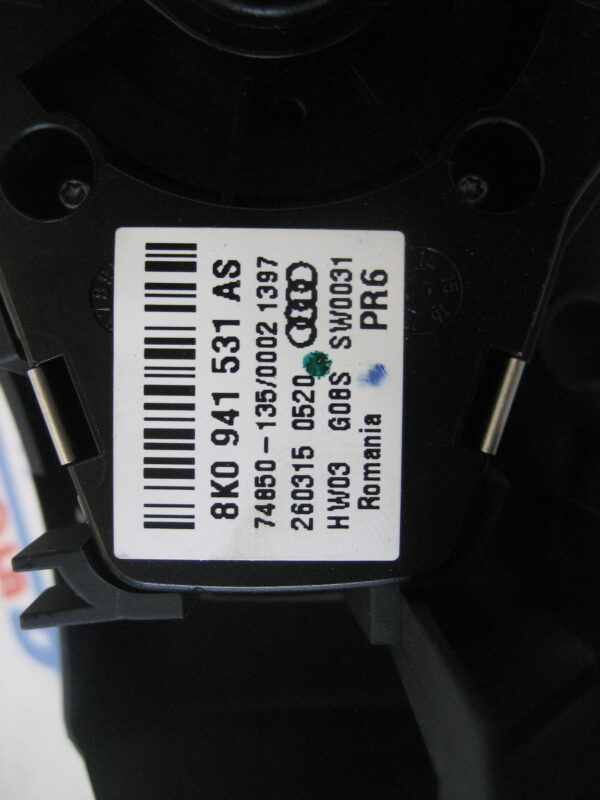 8K0 941 531 AS
74850-135/0002 1397
260315 0520
HW03 G08S SW0031
Romania PR6